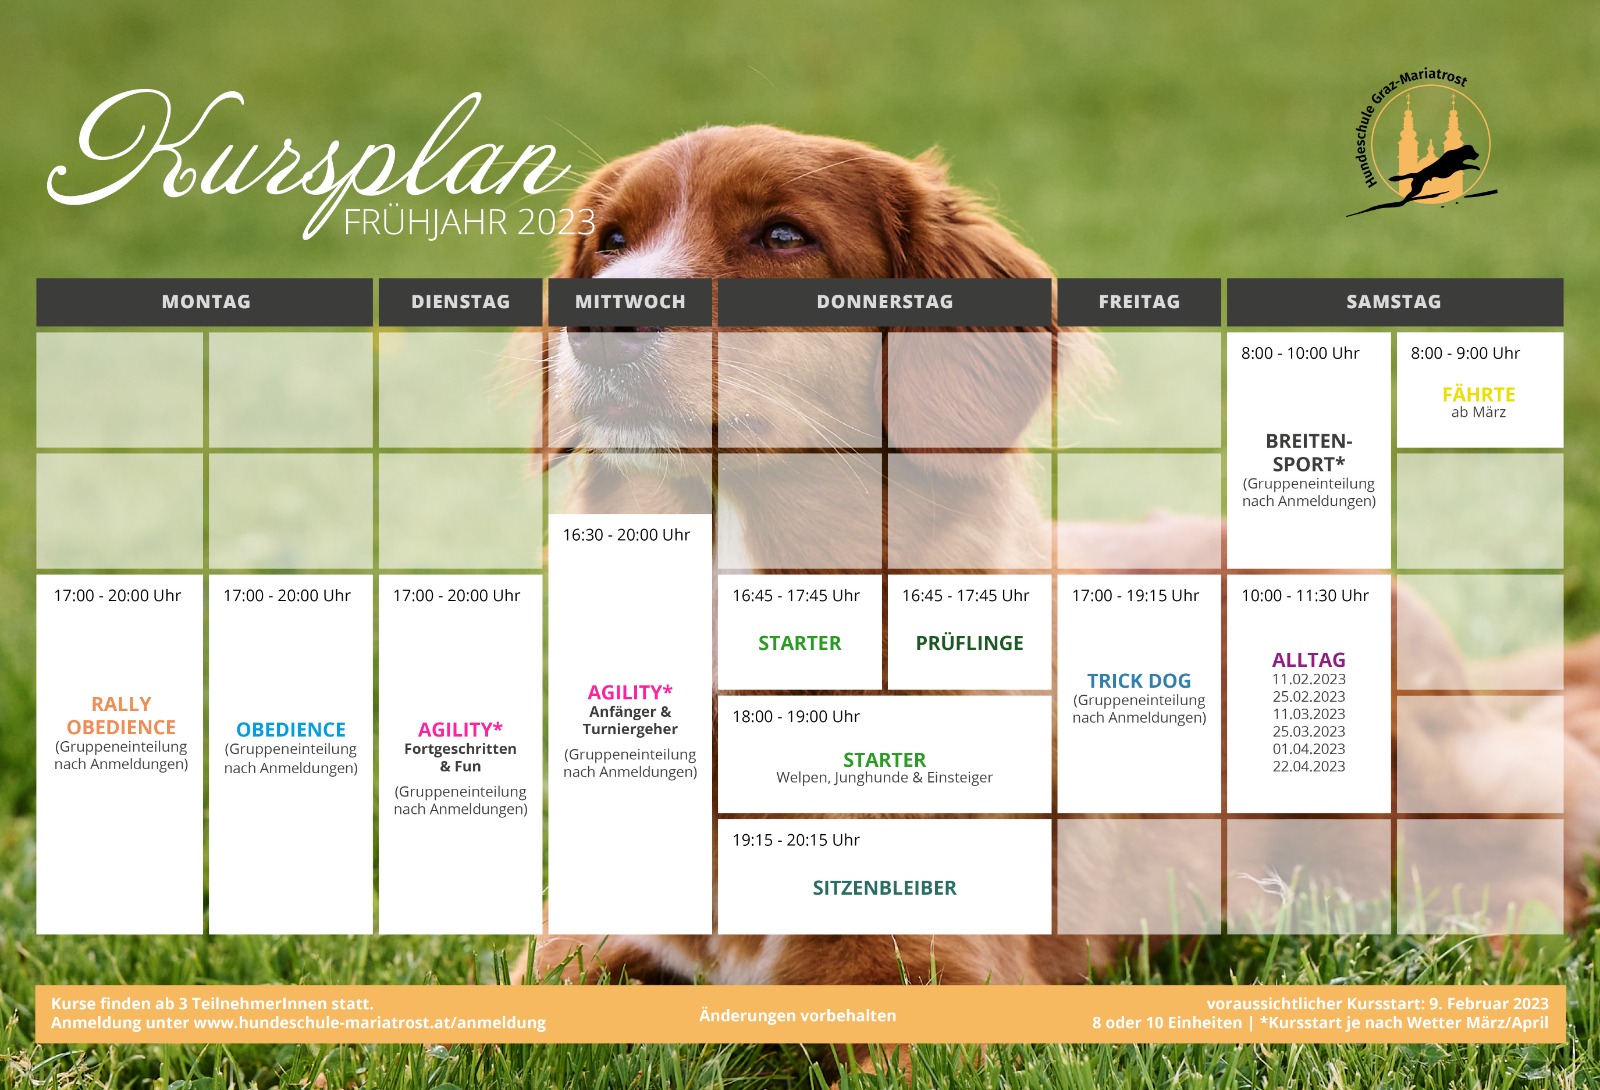 Kursplan
FRÜHJAHR 2023
Hundeschule Graz-Mariatrost
MONTAG
DIENSTAG
MITTWOCH
DONNERSTAG
FREITAG
SAMSTAG
17:00 - 20:00 Uhr
RALLY
OBEDIENCE
(Gruppeneinteilung
nach Anmeldungen)
17:00 - 20:00 Uhr
OBEDIENCE
(Gruppeneinteilung
nach Anmeldungen)
17:00 - 20:00 Uhr
AGILITY*
Fortgeschritten
& Fun
(Gruppeneinteilung
nach Anmeldungen)
16:30 - 20:00 Uhr
AGILITY*
Anfänger &
Turniergeher
(Gruppeneinteilung
nach Anmeldungen)
16:45 - 17:45 Uhr
STARTER
16:45 - 17:45 Uhr
PRÜFLINGE
18:00 - 19:00 Uhr
STARTER
Welpen, Junghunde & Einsteiger
19:15 - 20:15 Uhr
SITZENBLEIBER
17:00 - 19:15 Uhr
TRICK DOG
(Gruppeneinteilung
nach Anmeldungen)
8:00 - 10:00 Uhr
BREITEN-
SPORT*
(Gruppeneinteilung
nach Anmeldungen)
10:00 - 11:30 Uhr
ALLTAG
11.02.2023
25.02.2023
11.03.2023
25.03.2023
01.04.2023
22.04.2023
8:00 - 9:00 Uhr
FÄHRTE
ab März
Kurse finden ab 3 TeilnehmerInnen statt.
Anmeldung unter www.hundeschule-mariatrost.at/anmeldung
Änderungen vorbehalten
voraussichtlicher Kursstart: 9. Februar 2023
8 oder 10 Einheiten | *Kursstart je nach Wetter März/April